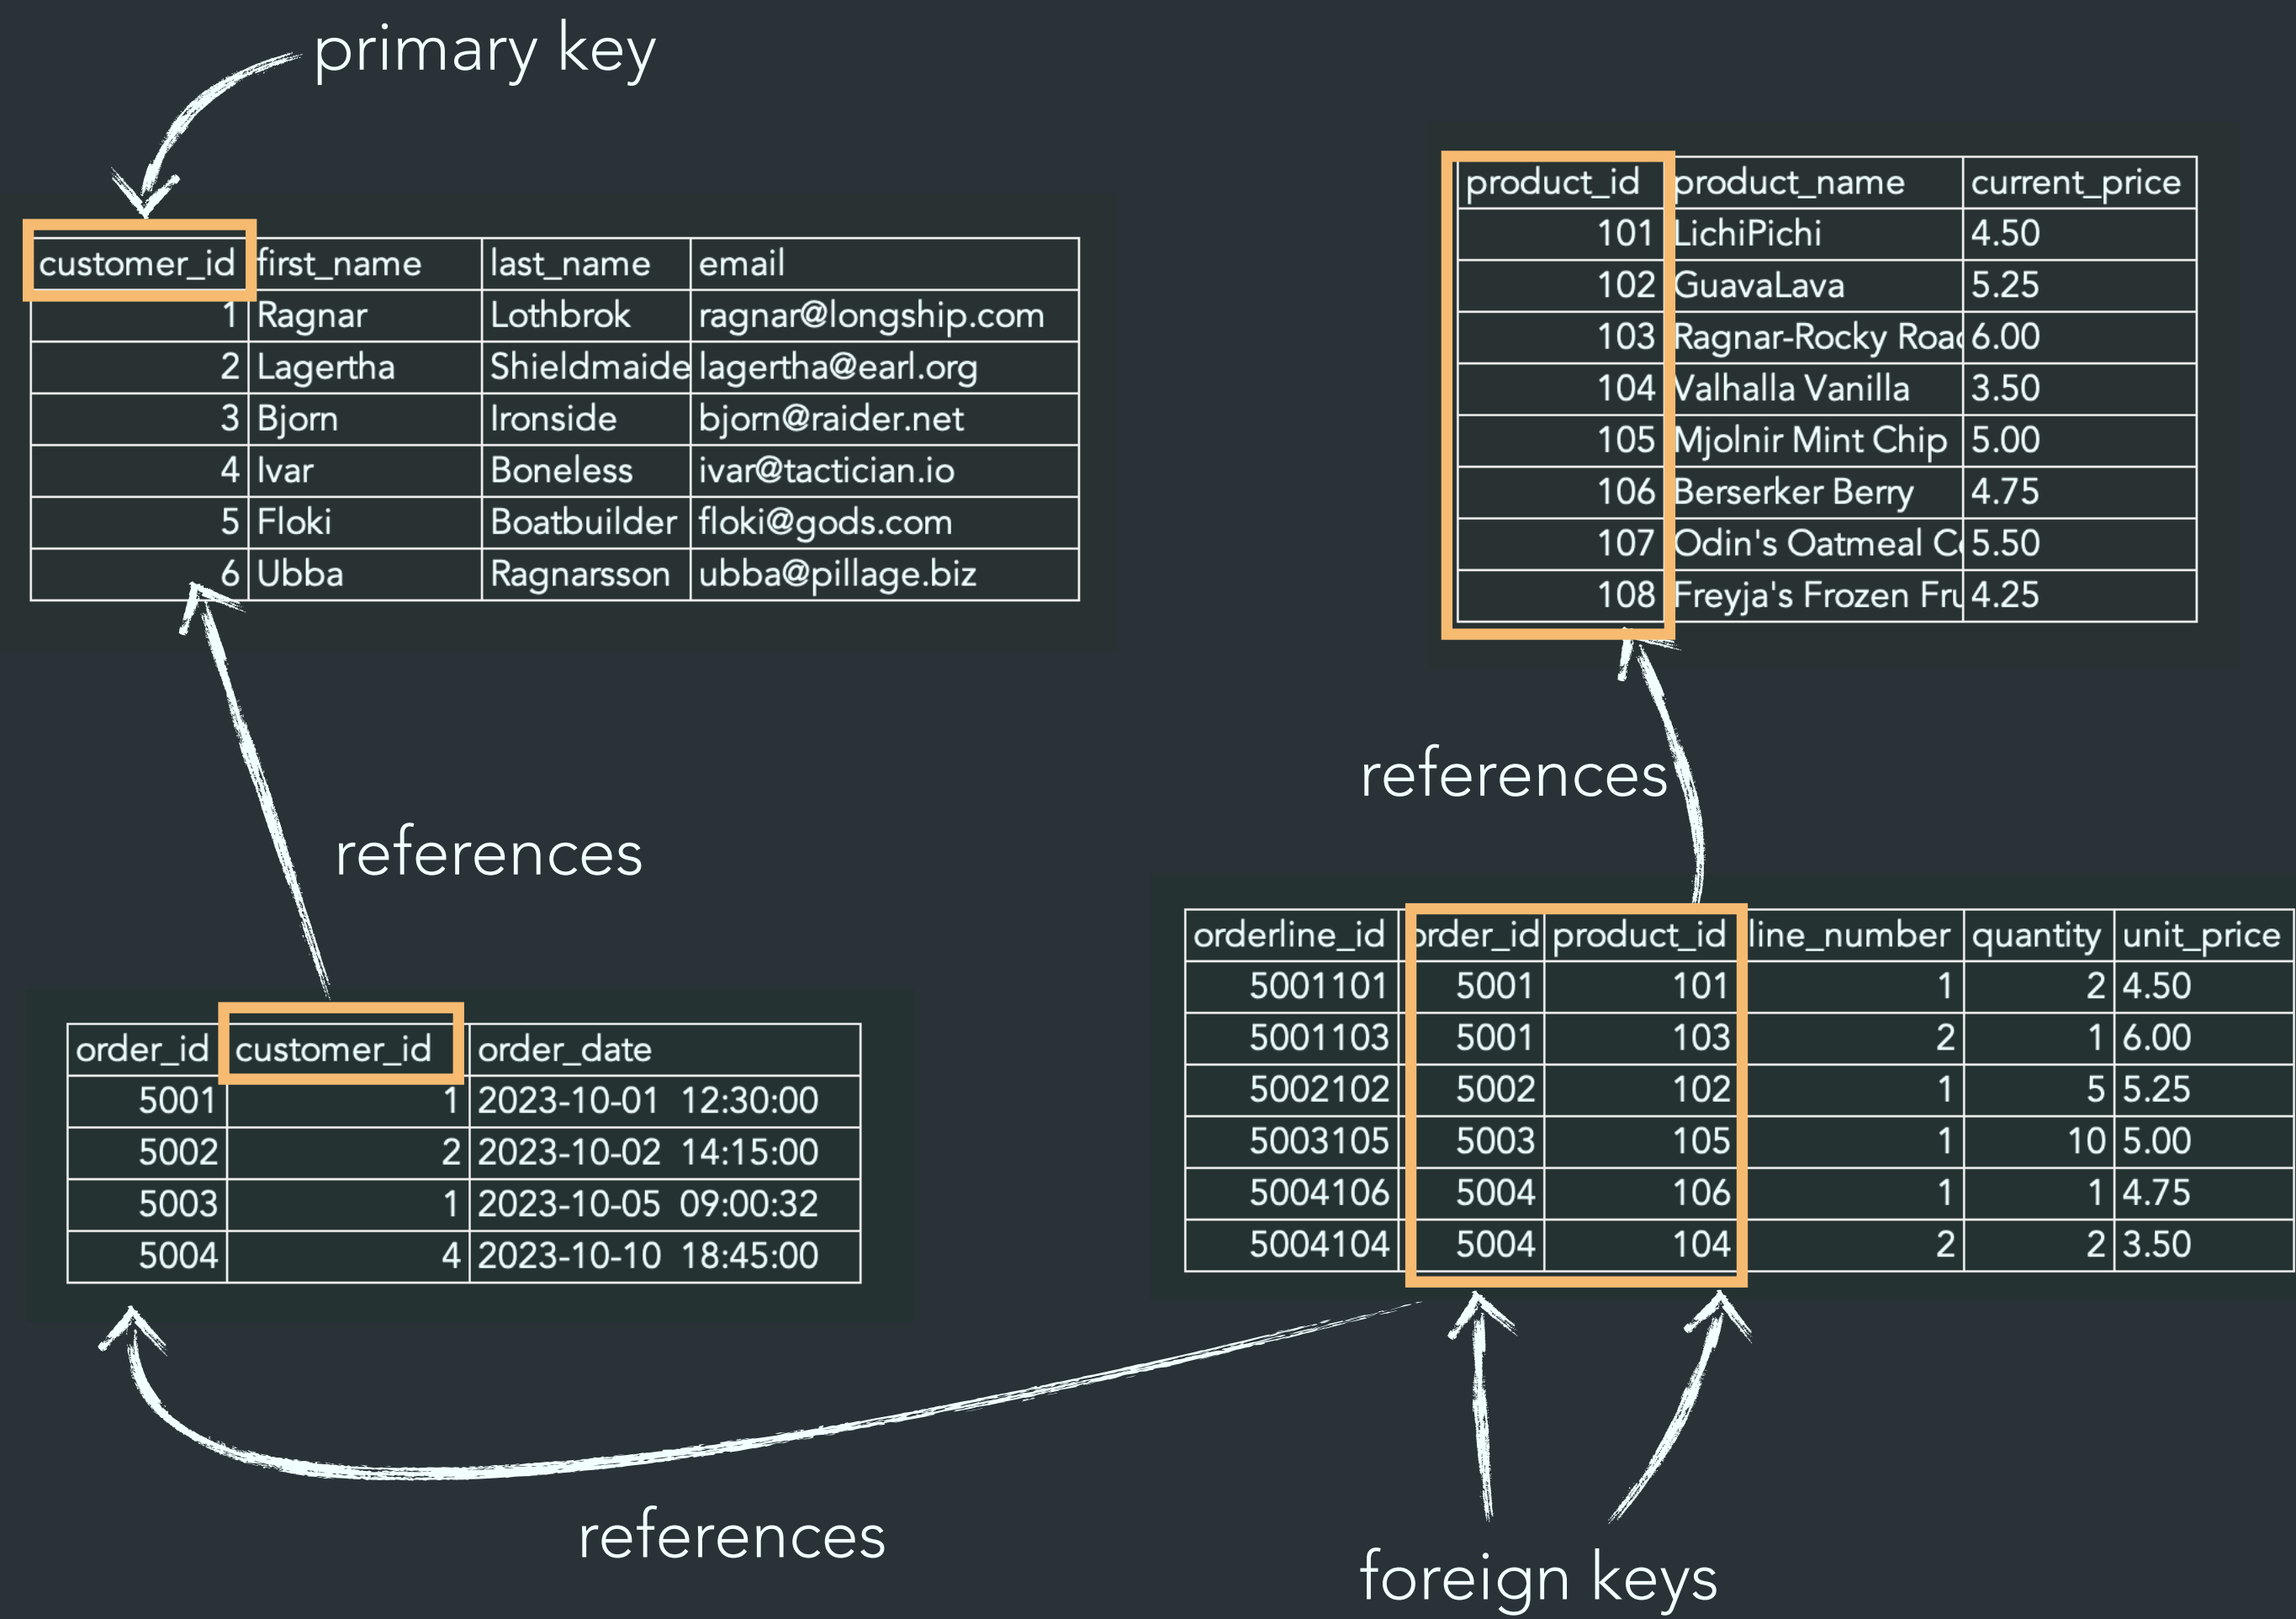 primary key
customer_id first_name last_name email
1 Ragnar Lothbrok ragnar@longship.com
2 Lagertha Shieldmaide lagertha@earl.org
3 Bjorn Ironside bjorn@raider.net
4 Ivar Boneless ivar@tactician.io
5 Floki Boatbuilder floki@gods.com
6 Ubba Ragnarsson ubba@pillage.biz
product_id product_name current_price
101 LichiPichi 4.50
102 GuavaLava 5.25
103 Ragnar-Rocky Road 6.00
104 Valhalla Vanilla 3.50
105 Mjolnir Mint Chip 5.00
106 Berserker Berry 4.75
107 Odin's Oatmeal Co 5.50
108 Freyja's Frozen Fru 4.25
references
references
order_id customer_id order_date
5001 1 2023-10-01 12:30:00
5002 2 2023-10-02 14:15:00
5003 1 2023-10-05 09:00:32
5004 4 2023-10-10 18:45:00
orderline_id order_id product_id line_number quantity unit_price
5001101 5001 101 1 2 4.50
5001103 5001 103 2 1 6.00
5002102 5002 102 1 5 5.25
5003105 5003 105 1 10 5.00
5004106 5004 106 1 1 4.75
5004104 5004 104 2 2 3.50
references
foreign keys